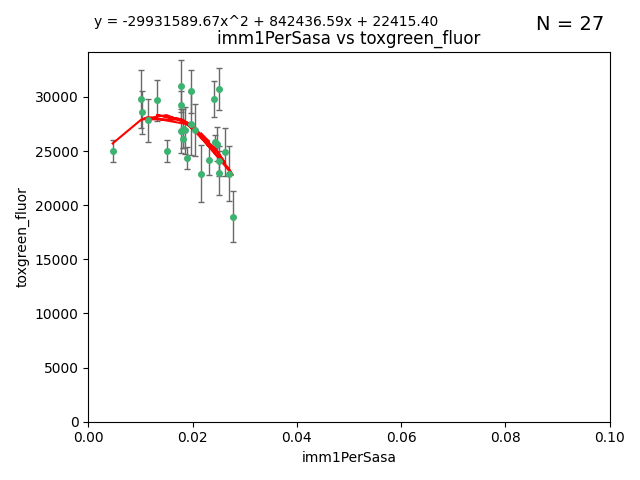 y = -29931589.67x^2 + 842436.59x + 22415.40
N = 27
imm1PerSasa vs toxgreen_fluor
30000
25000
20000
15000
10000
5000
0
toxgreen_fluor
0.00 0.02 0.04 0.06 0.08 0.10
imm1PerSasa